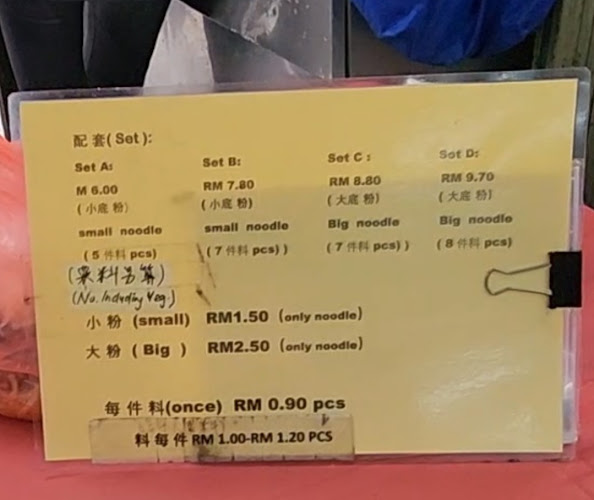 配套(Set):
Set A: Set B: Set C: Set D:
M 6.00 RM 7.80 RM 8.80 RM 9.70
(小底 粉) (小底 粉) (大底 粉) (大底 粉)
small noodle small noodle Big noodle Big noodle
(5 件料 pcs) (7 件料 pcs)) (7 件料 pcs)) (8 件料 pcs)
(菜料另算)
(No. Including Veg.)
小 粉 (small) RM1.50 (only noodle)
大 粉 (Big ) RM2.50 (only noodle)
每 件 料(once) RM 0.90 pcs
料 每 件 RM 1.00-RM 1.20 PCS